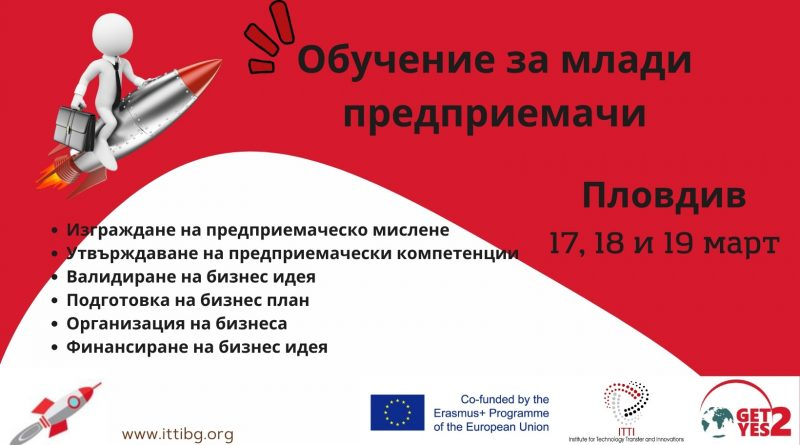 Обучение за млади
предприемачи
Пловдив
17, 18 и 19 март
• Изграждане на предприемаческо мислене
• Утвърждаване на предприемачески компетенции
• Валидиране на бизнес идея
• Подготовка на бизнес план
• Организация на бизнеса
• Финансиране на бизнес идея
www.ittibg.org
Co-funded by the
Erasmus+ Programme
of the European Union
ITTI
Institute for Technology Transfer and Innovations
GET
YES2